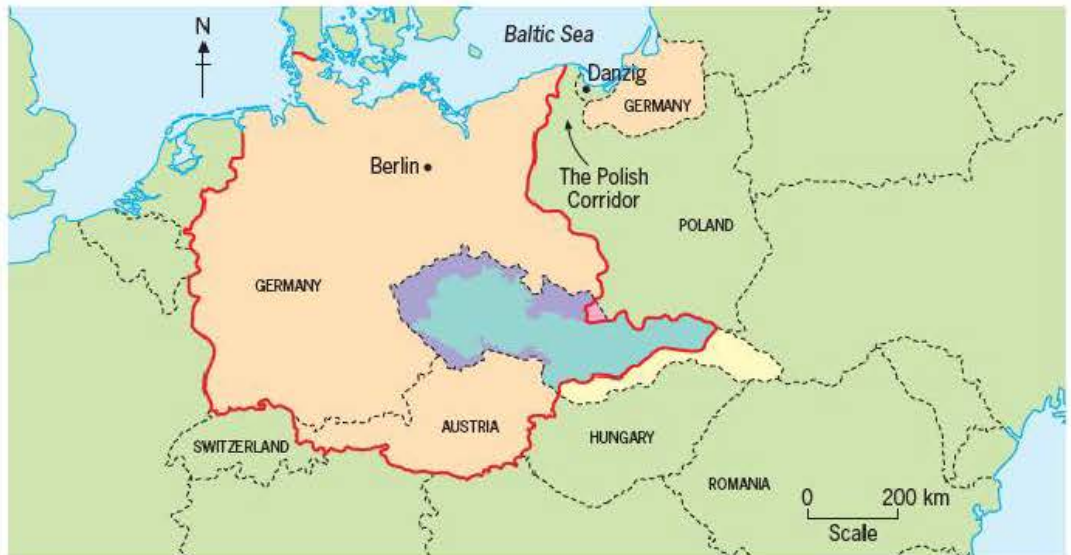 N
Baltic Sea
Danzig
GERMANY
Berlin
The Polish
Corridor
POLAND
GERMANY
AUSTRIA
SWITZERLAND
HUNGARY
ROMANIA
0 200 km
Scale